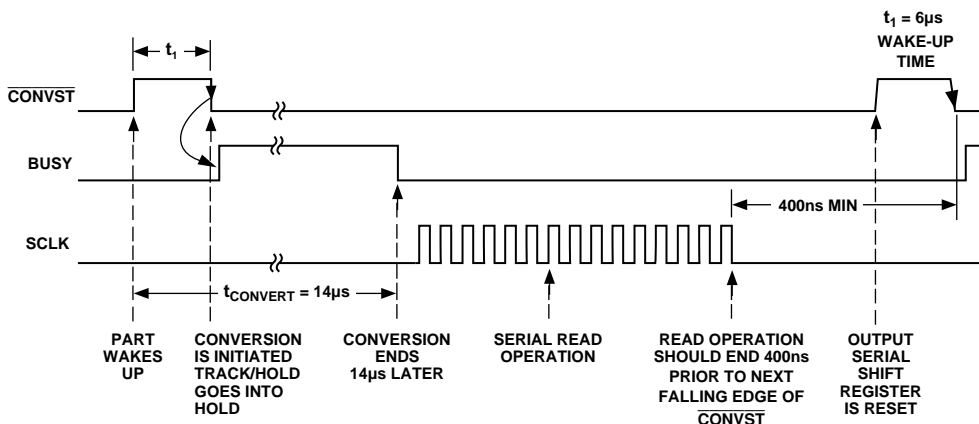 t1 = 6µs
WAKE-UP
TIME
t1
CONVST
BUSY
400ns MIN
SCLK
tCONVERT = 14µs
PART
WAKES
UP
CONVERSION
IS INITIATED
TRACK/HOLD
GOES INTO
HOLD
CONVERSION
ENDS
14µs LATER
SERIAL READ
OPERATION
READ OPERATION
SHOULD END 400ns
PRIOR TO NEXT
FALLING EDGE OF
CONVST
OUTPUT
SERIAL
SHIFT
REGISTER
IS RESET